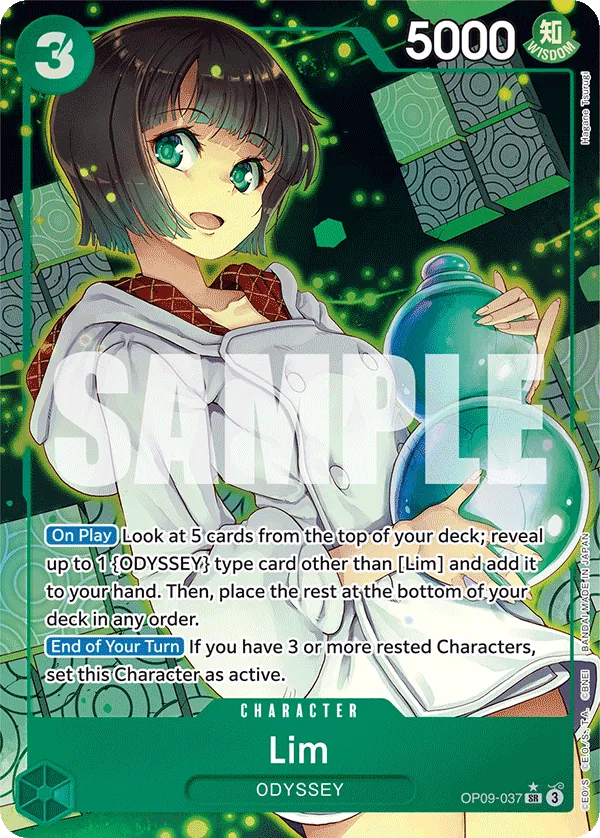 3
5000
知
WISDOM
Hagane Tsurugi
SAMPLE
On Play Look at 5 cards from the top of your deck; reveal
up to 1 {ODYSSEY} type card other than [Lim] and add it
to your hand. Then, place the rest at the bottom of your
deck in any order.
End of Your Turn If you have 3 or more rested Characters,
set this Character as active.
CHARACTER
Lim
ODYSSEY
OP09-037 ★ SR 3
©E.O./S. ©E.O./S., T.A. ©BNEI BANDAI MADE IN JAPAN